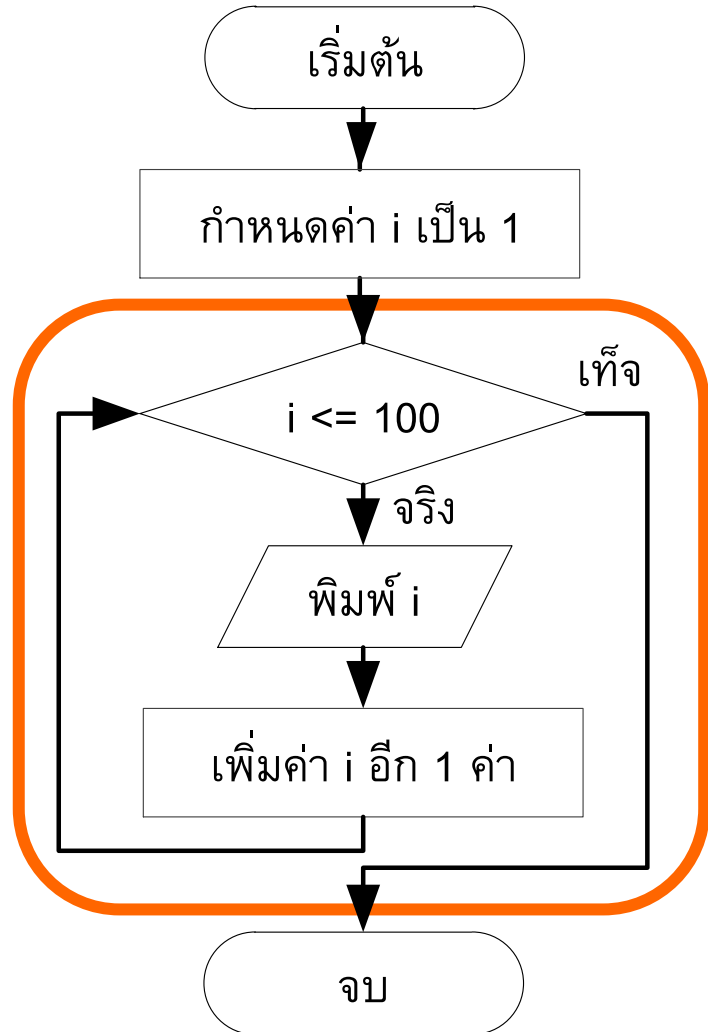 เริ่มต้น
กำหนดค่า i เป็น 1
เท็จ
i <= 100
จริง
พิมพ์ i
เพิ่มค่า i อีก 1 ค่า
จบ